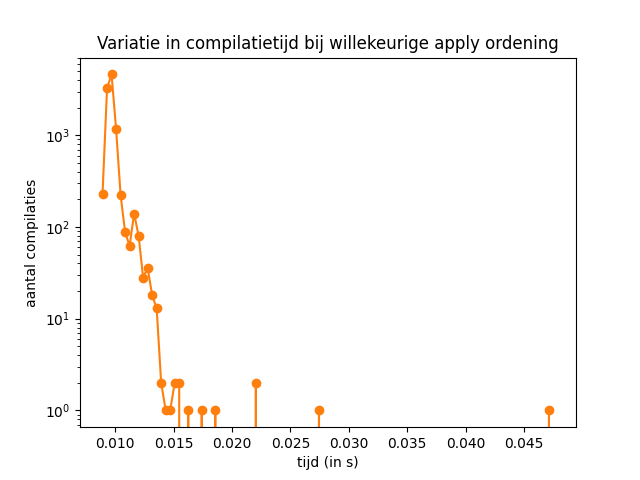 Variatie in compilatietijd bij willekeurige apply ordening
aantal compilaties
10³
10²
10¹
10⁰
0.010 0.015 0.020 0.025 0.030 0.035 0.040 0.045
tijd (in s)